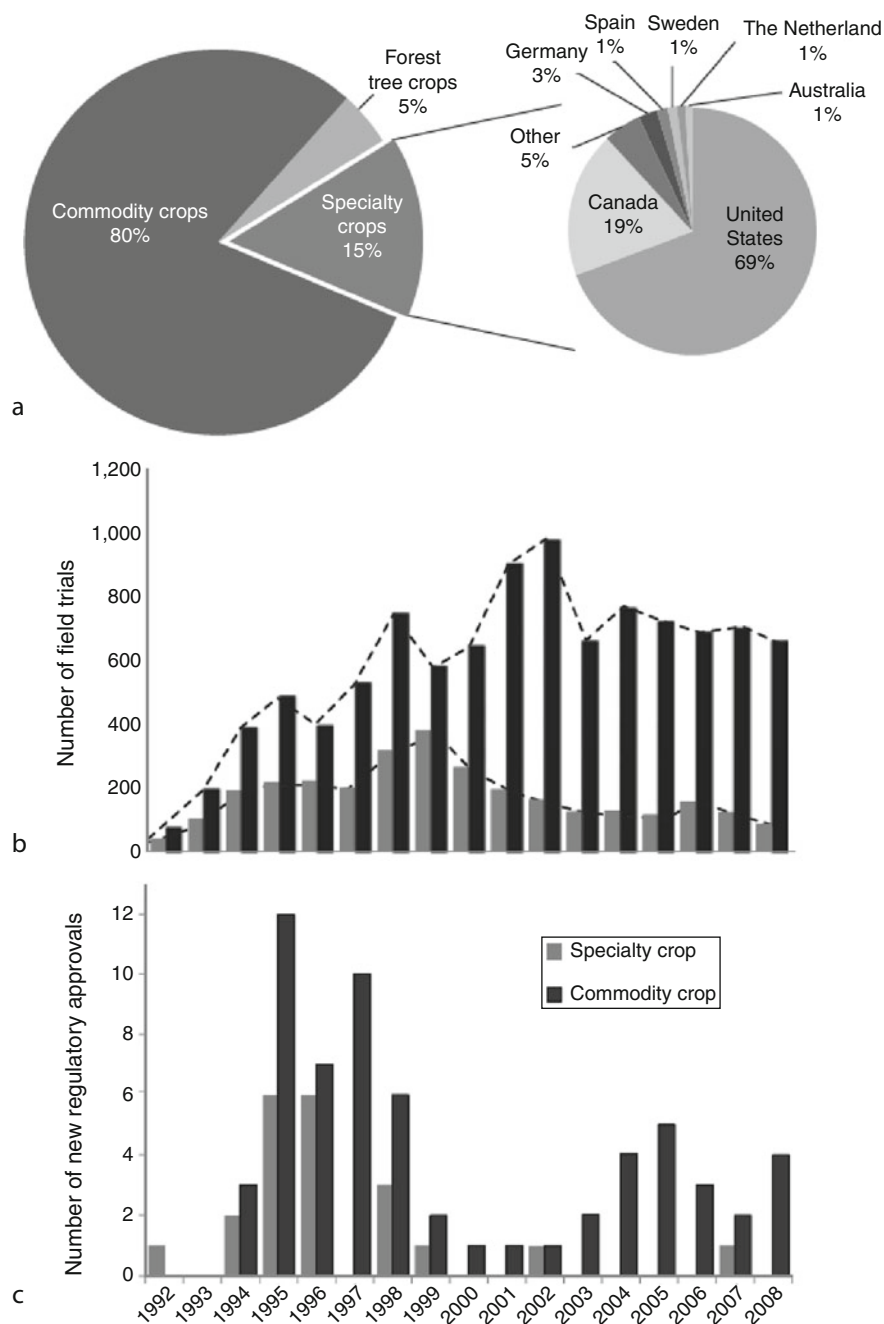 Forest
tree crops
5%
Commodity crops
80%
Specialty
crops
15%
Spain
1%
Sweden
1%
The Netherland
1%
Germany
3%
Australia
1%
Other
5%
Canada
19%
United
States
69%
a
1,200
1,000
800
600
400
200
0
Number of field trials
b
12
10
8
6
4
2
0
Number of new regulatory approvals
Specialty crop
Commodity crop
1992
1993
1994
1995
1996
1997
1998
1999
2000
2001
2002
2003
2004
2005
2006
2007
2008
c